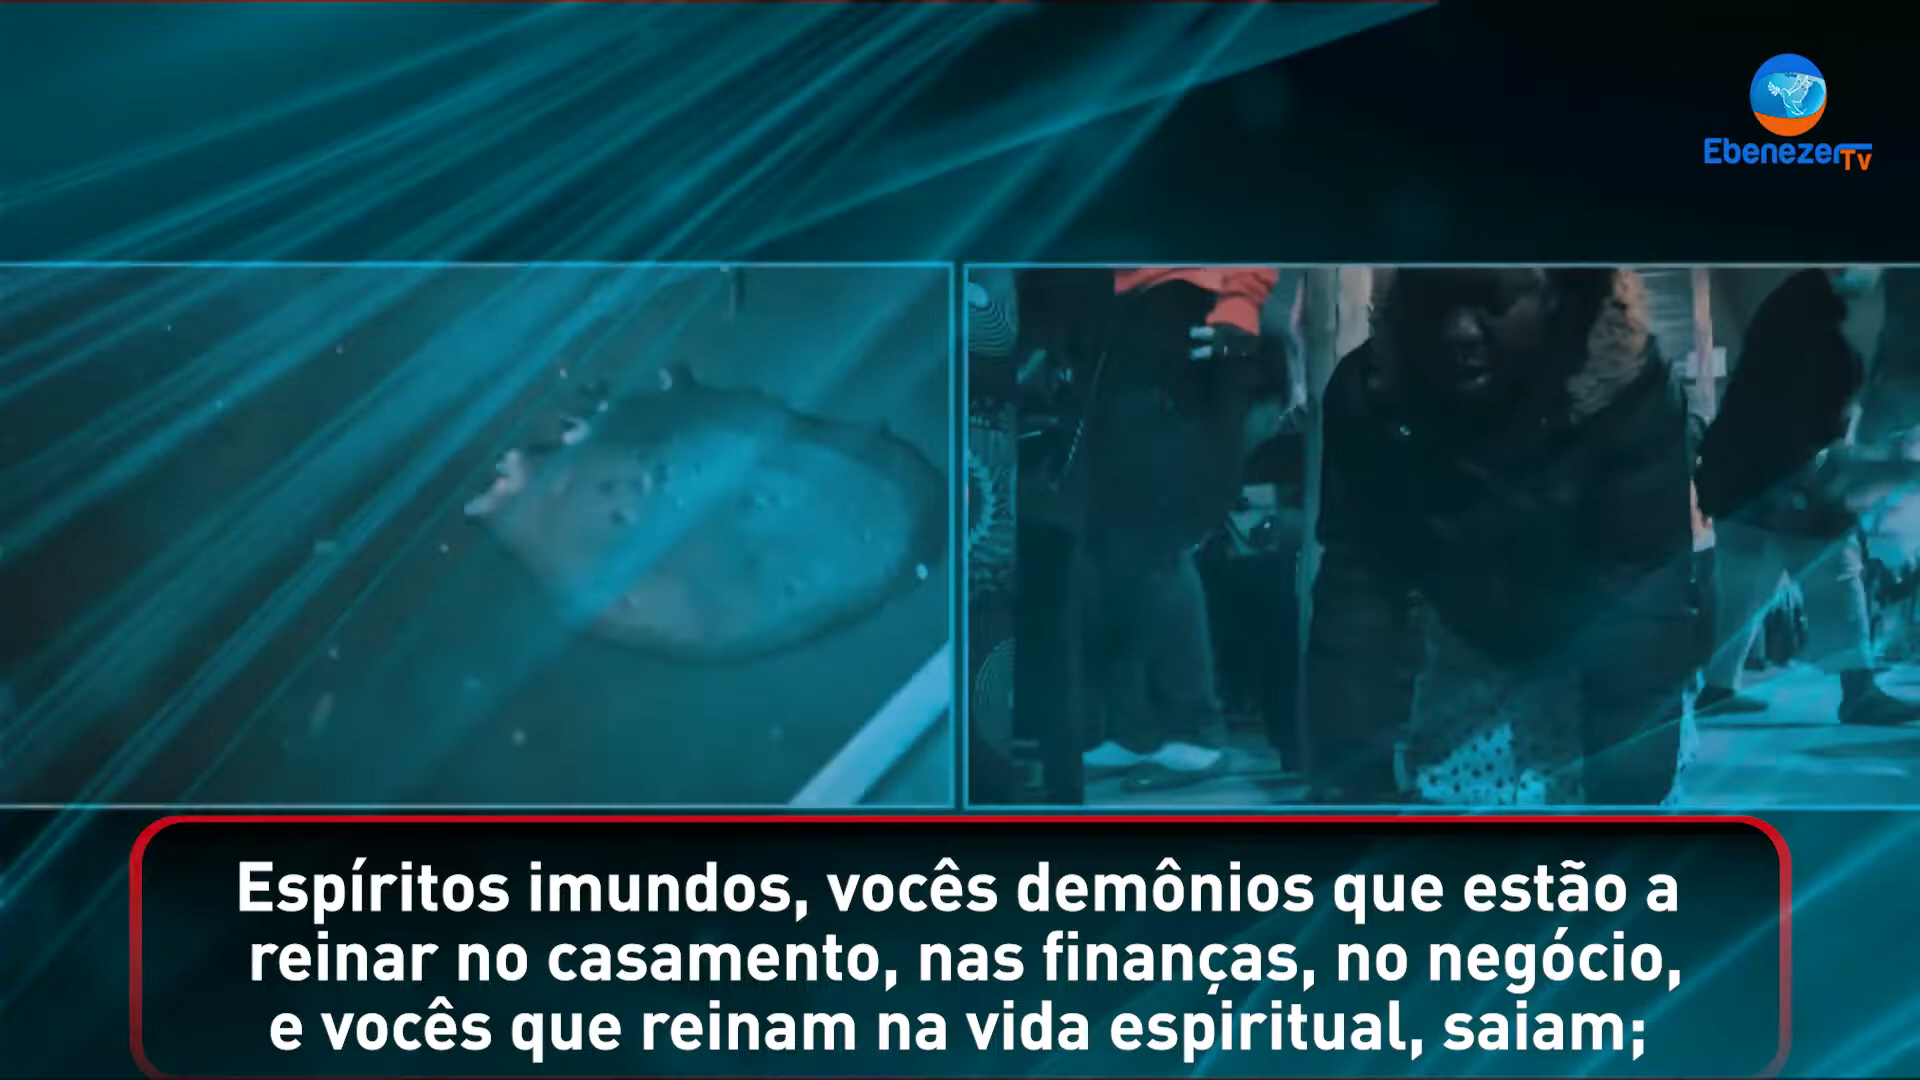 Ebenezer Tv
Espíritos imundos, vocês demônios que estão a
reinar no casamento, nas finanças, no negócio,
e vocês que reinam na vida espiritual, saiam;